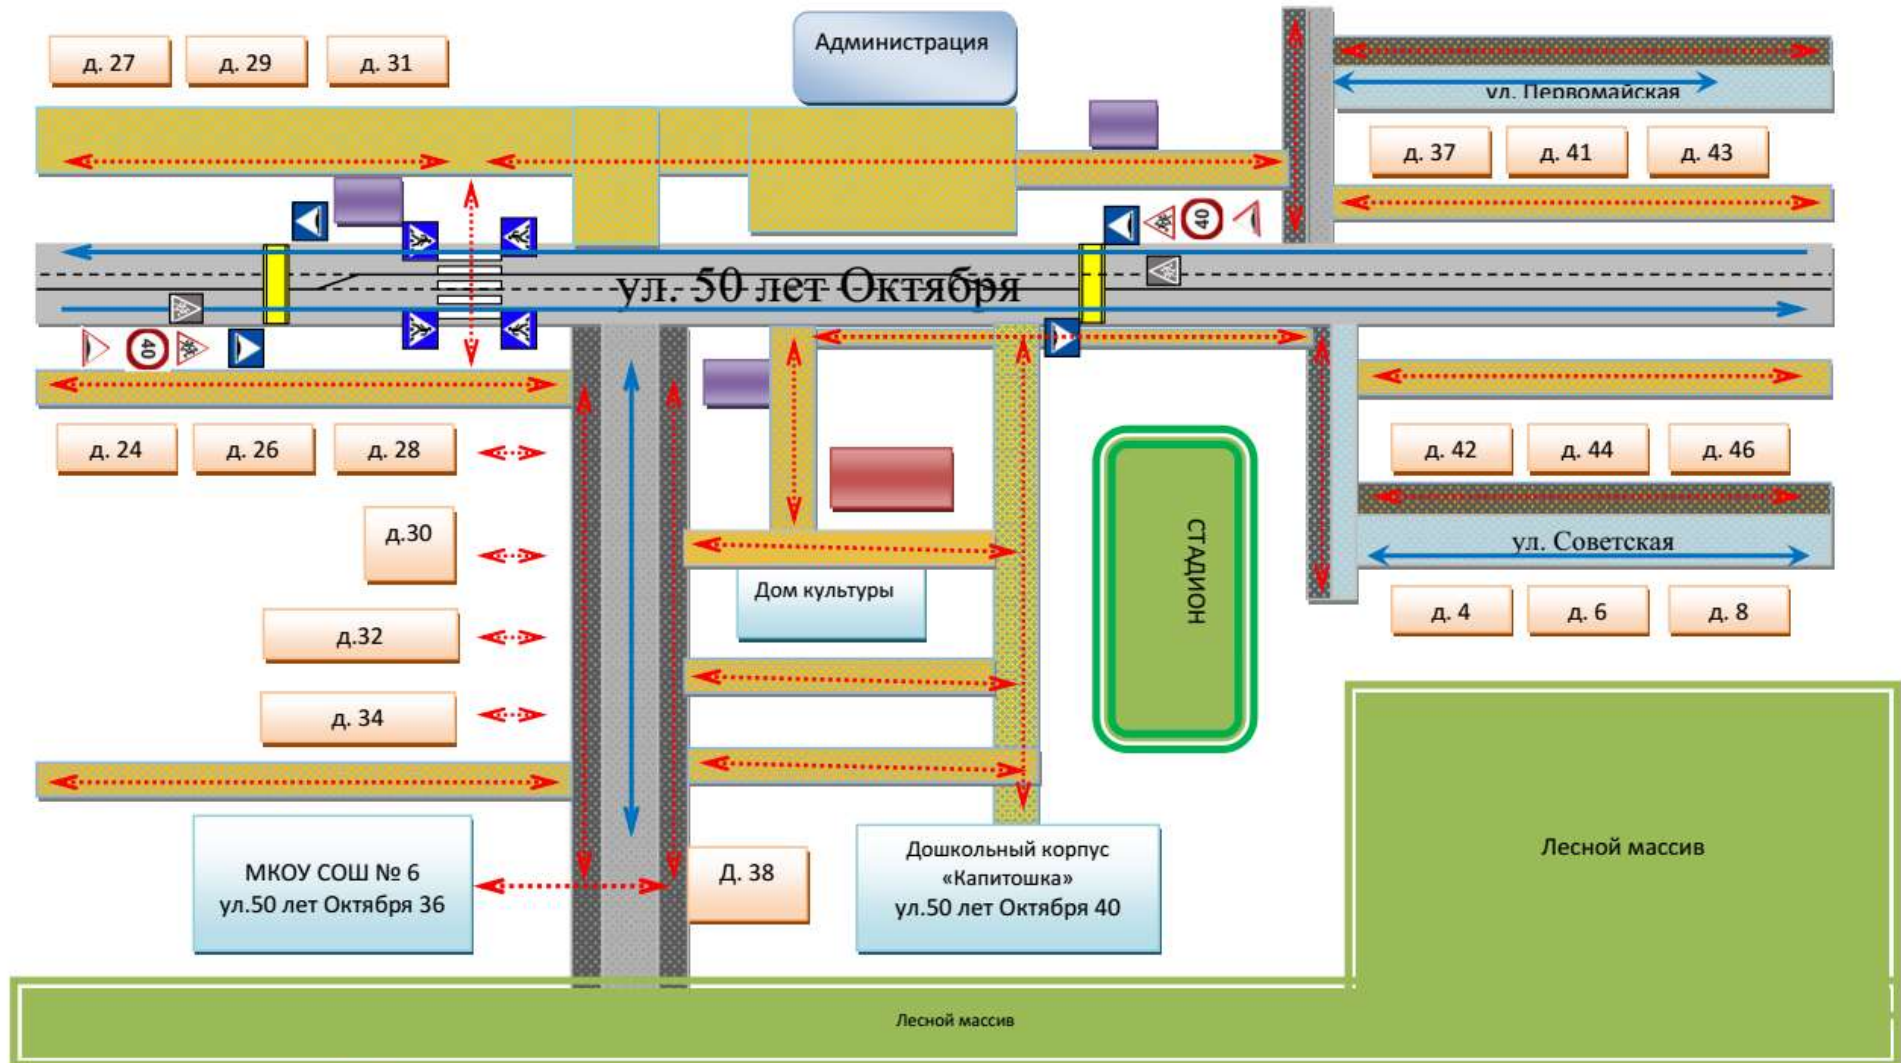 Администрация
д. 27
д. 29
д. 31
ул. Первомайская
д. 37
д. 41
д. 43
40
ул. 50 лет Октября
40
д. 24
д. 26
д. 28
д. 42
д. 44
д. 46
д.30
СТАДИОН
ул. Советская
Дом культуры
д. 4
д. 6
д. 8
д.32
д. 34
МКОУ СОШ № 6
ул.50 лет Октября 36
Д. 38
Дошкольный корпус
«Капитошка»
ул.50 лет Октября 40
Лесной массив
Лесной массив